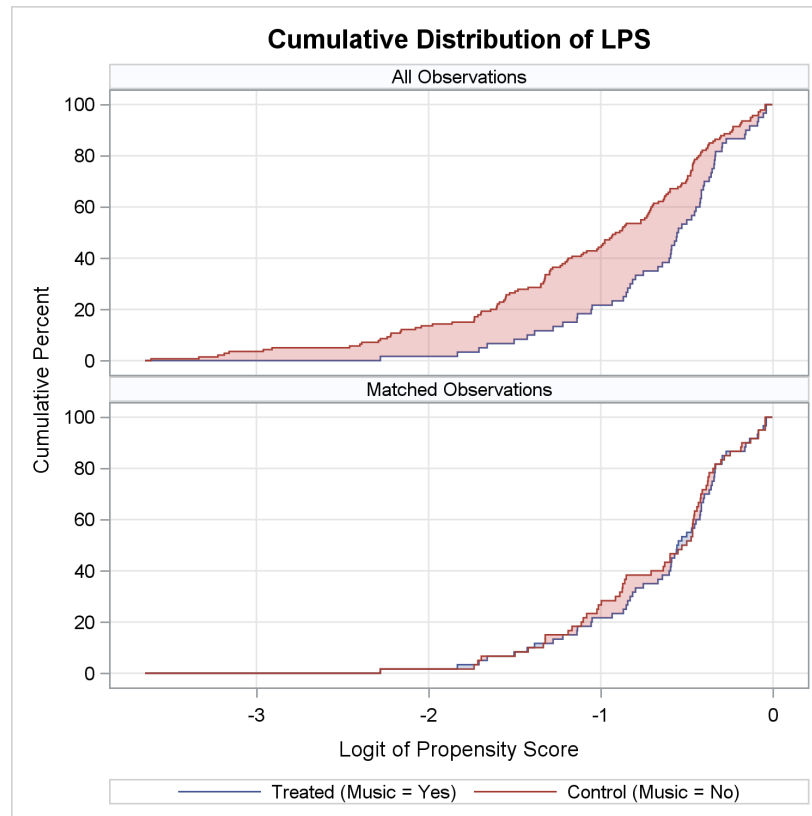 Cumulative Distribution of LPS
All Observations
100
80
60
40
20
0
Cumulative Percent
Matched Observations
100
80
60
40
20
0
-3 -2 -1 0
Logit of Propensity Score
Treated (Music = Yes) Control (Music = No)